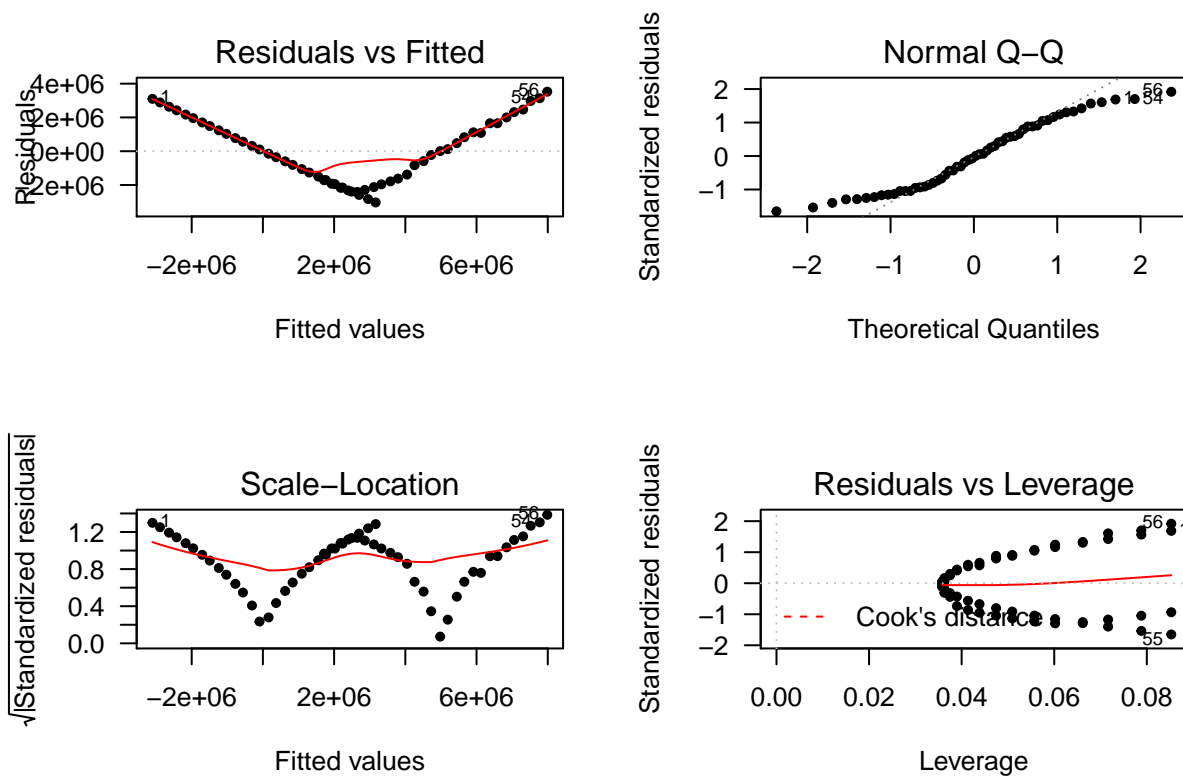 Residuals vs Fitted
Residuals
4e+06
2e+06
0e+00
−2e+06
1
56
54
−2e+06 2e+06 6e+06
Fitted values
Normal Q−Q
Standardized residuals
2
1
0
−1
56
1 54
−2 −1 0 1 2
Theoretical Quantiles
Scale−Location
√|Standardized residuals|
1.2
0.8
0.4
0.0
1
56
54
−2e+06 2e+06 6e+06
Fitted values
Residuals vs Leverage
Standardized residuals
2
1
0
−1
−2
56
Cook's distance
55
0.00 0.02 0.04 0.06 0.08
Leverage